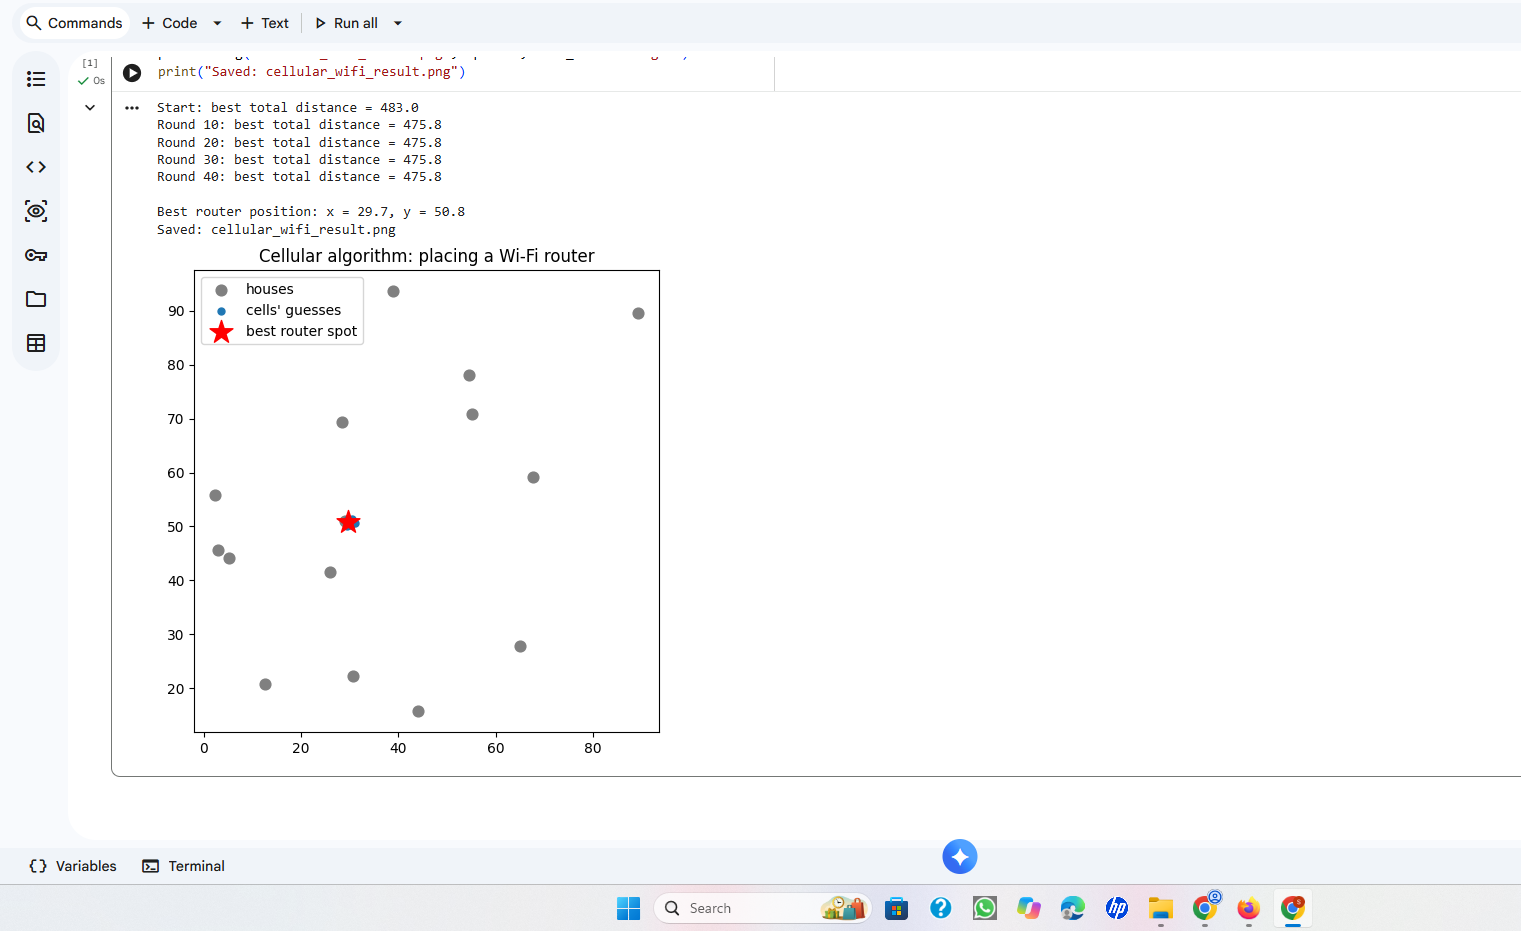 Commands + Code + Text Run all
[1]
0s
print("Saved: cellular_wifi_result.png")
Start: best total distance = 483.0
Round 10: best total distance = 475.8
Round 20: best total distance = 475.8
Round 30: best total distance = 475.8
Round 40: best total distance = 475.8
Best router position: x = 29.7, y = 50.8
Saved: cellular_wifi_result.png
Cellular algorithm: placing a Wi-Fi router
houses
cells' guesses
best router spot
90
80
70
60
50
40
30
20
0 20 40 60 80
{} Variables Terminal
Search
hp